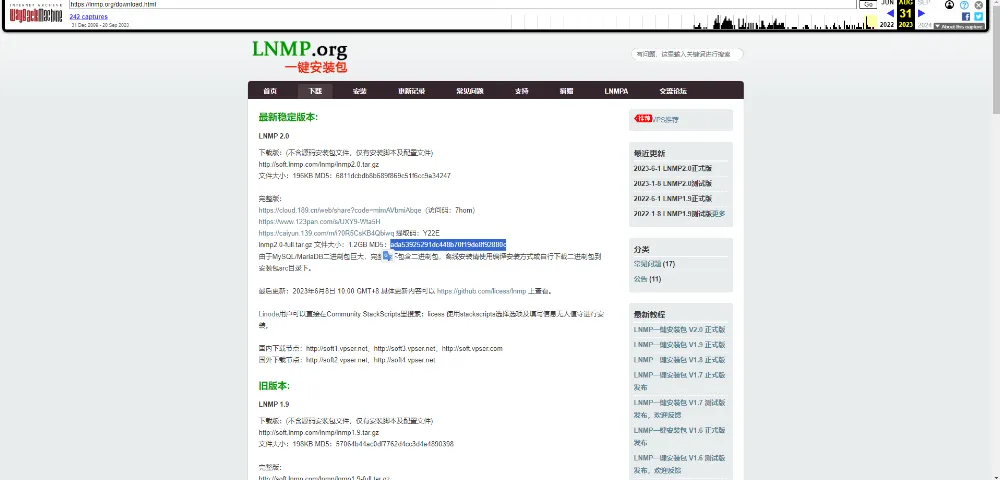 INTERNET ARCHIVE
WayBackMachine
https://lnmp.org/download.html
Go
JUN AUG SEP
242 captures
31
31 Dec 2009 - 20 Sep 2023
2022 2023 2024
About this capture
LNMP.org
一键安装包
有问题，这里输入关键词进行搜索
首页 下载 安装 更新记录 常见问题 支持 捐赠 LNMPA 交流论坛
最新稳定版本:
LNMP 2.0
下载版：(不含源码安装包文件，仅有安装脚本及配置文件)
http://soft.lnmp.com/lnmp/lnmp2.0.tar.gz
文件大小：196KB MD5：
完整版:
https://cloud.189.cn/web/share?code=mimAVbmiAbqe（访问码：7hom）
https://www.123pan.com/s/UXY9-Wta5H
https://caiyun.139.com/m/i?0R5CsKB4Qbiwq 提取码：Y22E
lnmp2.0-full.tar.gz 文件大小：1.2GB MD5：
由于MySQL/MariaDB二进制包巨大，完 包含二进制包，离线安装请使用编译安装方式或自行下载二进制包到
安装包src目录下。
最后更新：2023年6月8日 10:00 GMT+8 具体更新内容可以 https://github.com/licess/lnmp 上查看。
Linode用户可以直接在Community StackScripts里搜索：licess 使用stackscripts选择选项及填写信息无人值守进行安
装。
国内下载节点：http://soft1.vpser.net，http://soft3.vpser.net，http://soft.vpser.com
国外下载节点：http://soft2.vpser.net，http://soft4.vpser.net
旧版本:
LNMP 1.9
下载版：(不含源码安装包文件，仅有安装脚本及配置文件)
http://soft.lnmp.com/lnmp/lnmp1.9.tar.gz
文件大小：198KB MD5：
完整版:
http://soft.lnmp.com/lnmp/lnmp1.9-full.tar.gz
推荐 VPS推荐
最近更新
2023-6-1 LNMP2.0正式版
2023-1-8 LNMP2.0测试版
2022-6-1 LNMP1.9正式版
2022-1-8 LNMP1.9测试版更多
分类
常见问题 (17)
公告 (11)
最新教程
LNMP一键安装包 V2.0 正式版
LNMP一键安装包 V1.9 正式版
LNMP一键安装包 V1.8 正式版
LNMP一键安装包 V1.7 正式版
发布
LNMP一键安装包 V1.7 测试版
发布，欢迎反馈
LNMP一键安装包 V1.6 正式版
发布
LNMP一键安装包 V1.6 测试版
发布，欢迎反馈